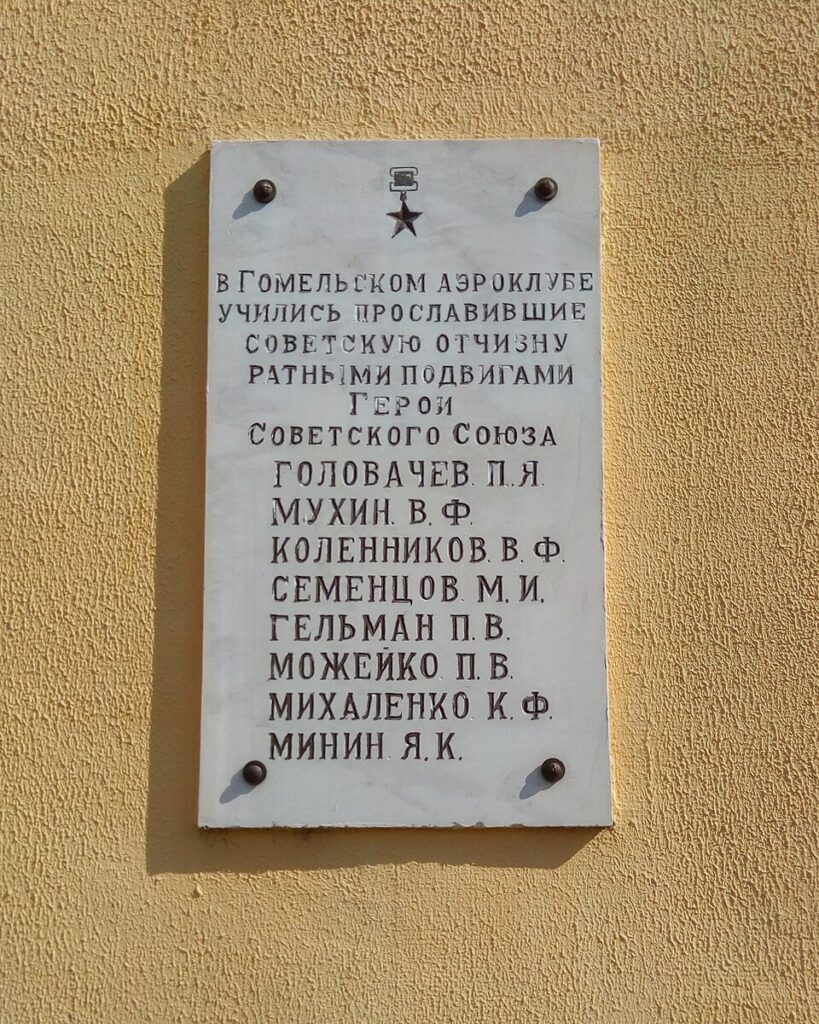 В ГОМЕЛЬСКОМ АЭРОКЛУБЕ
УЧИЛИСЬ ПРОСЛАВИВШИЕ
СОВЕТСКУЮ ОТЧИЗНУ
РАТНЫМИ ПОДВИГАМИ
ГЕРОИ
СОВЕТСКОГО СОЮЗА
ГОЛОВАЧЕВ. П.Я.
МУХИН. В. Ф.
КОЛЕННИКОВ. В. Ф.
СЕМЕНЦОВ. М. И.
ГЕЛЬМАН П. В.
МОЖЕЙКО. П. В.
МИХАЛЕНКО. К. Ф.
МИНИН. Я. К.